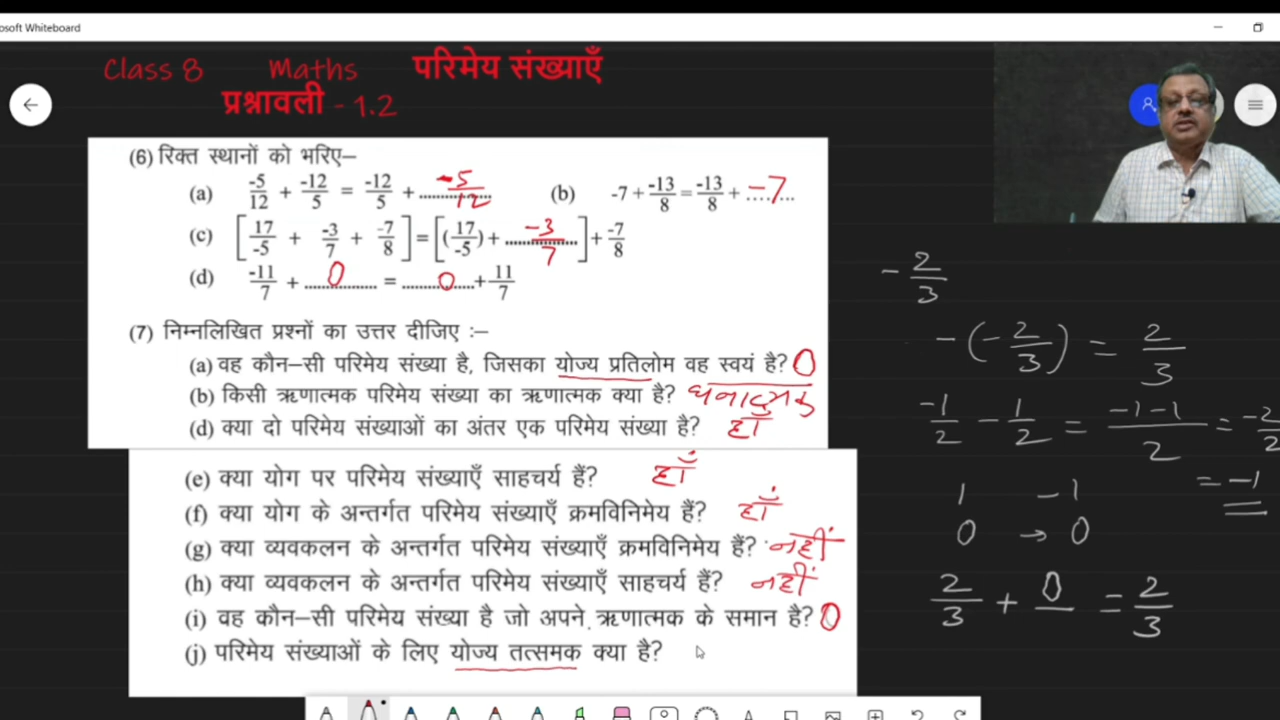 osoft Whiteboard
Class 8 Maths परिमेय संख्याएँ
प्रश्नावली - 1.2
(6) रिक्त स्थानों को भरिए–
(a) -5/12 + -12/5 = -12/5 + -5/12 (b) -7 + -13/8 = -13/8 + -7
(c) [17/-5 + -3/7 + -7/8] = [(17/-5) + -3/7] + -7/8
(d) -11/7 + 0 = 0 + 11/7
(7) निम्नलिखित प्रश्नों का उत्तर दीजिए :–
(a) वह कौन–सी परिमेय संख्या है, जिसका योज्य प्रतिलोम वह स्वयं है? 0
(b) किसी ऋणात्मक परिमेय संख्या का ऋणात्मक क्या है? धनात्मक
(d) क्या दो परिमेय संख्याओं का अंतर एक परिमेय संख्या है? हाँ
(e) क्या योग पर परिमेय संख्याएँ साहचर्य हैं? हाँ
(f) क्या योग के अन्तर्गत परिमेय संख्याएँ क्रमविनिमेय हैं? हाँ
(g) क्या व्यवकलन के अन्तर्गत परिमेय संख्याएँ क्रमविनिमेय हैं? नहीं
(h) क्या व्यवकलन के अन्तर्गत परिमेय संख्याएँ साहचर्य हैं? नहीं
(i) वह कौन–सी परिमेय संख्या है जो अपने ऋणात्मक के समान है? 0
(j) परिमेय संख्याओं के लिए योज्य तत्समक क्या है?
- 2/3
- (- 2/3) = 2/3
-1/2 - 1/2 = -1-1/2 = -2/2
= -1
1 -1
0 → 0
2/3 + 0 = 2/3